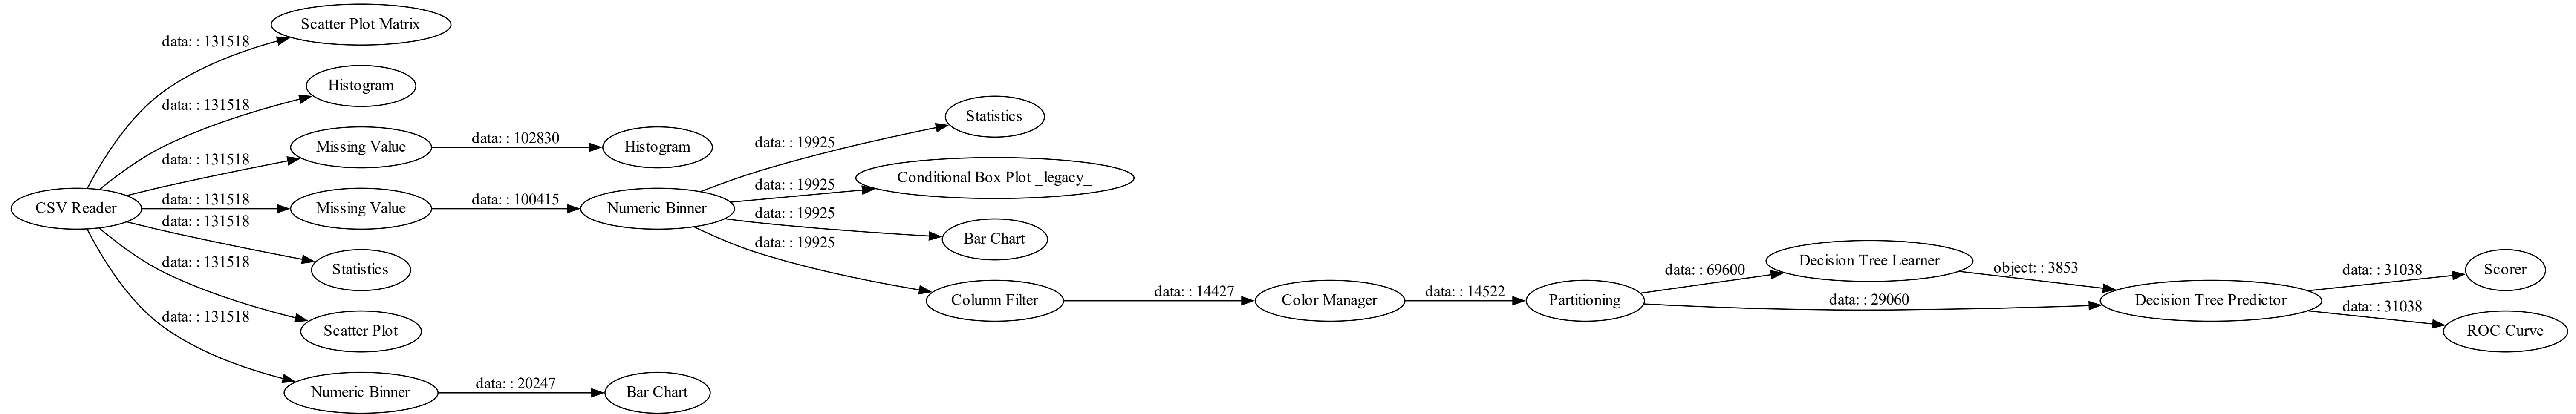 Scatter Plot Matrix
data: : 131518
Histogram
data: : 131518
Statistics
Missing Value
data: : 102830
Histogram
data: : 19925
data: : 131518
Conditional Box Plot _legacy_
data: : 19925
CSV Reader
data: : 131518
Missing Value
data: : 100415
Numeric Binner
data: : 19925
data: : 131518
Bar Chart
data: : 19925
Statistics
data: : 131518
Decision Tree Learner
data: : 69600
object: : 3853
data: : 31038
Scorer
Column Filter
data: : 14427
Color Manager
data: : 14522
Partitioning
data: : 29060
Decision Tree Predictor
data: : 31038
Scatter Plot
data: : 131518
ROC Curve
Numeric Binner
data: : 20247
Bar Chart